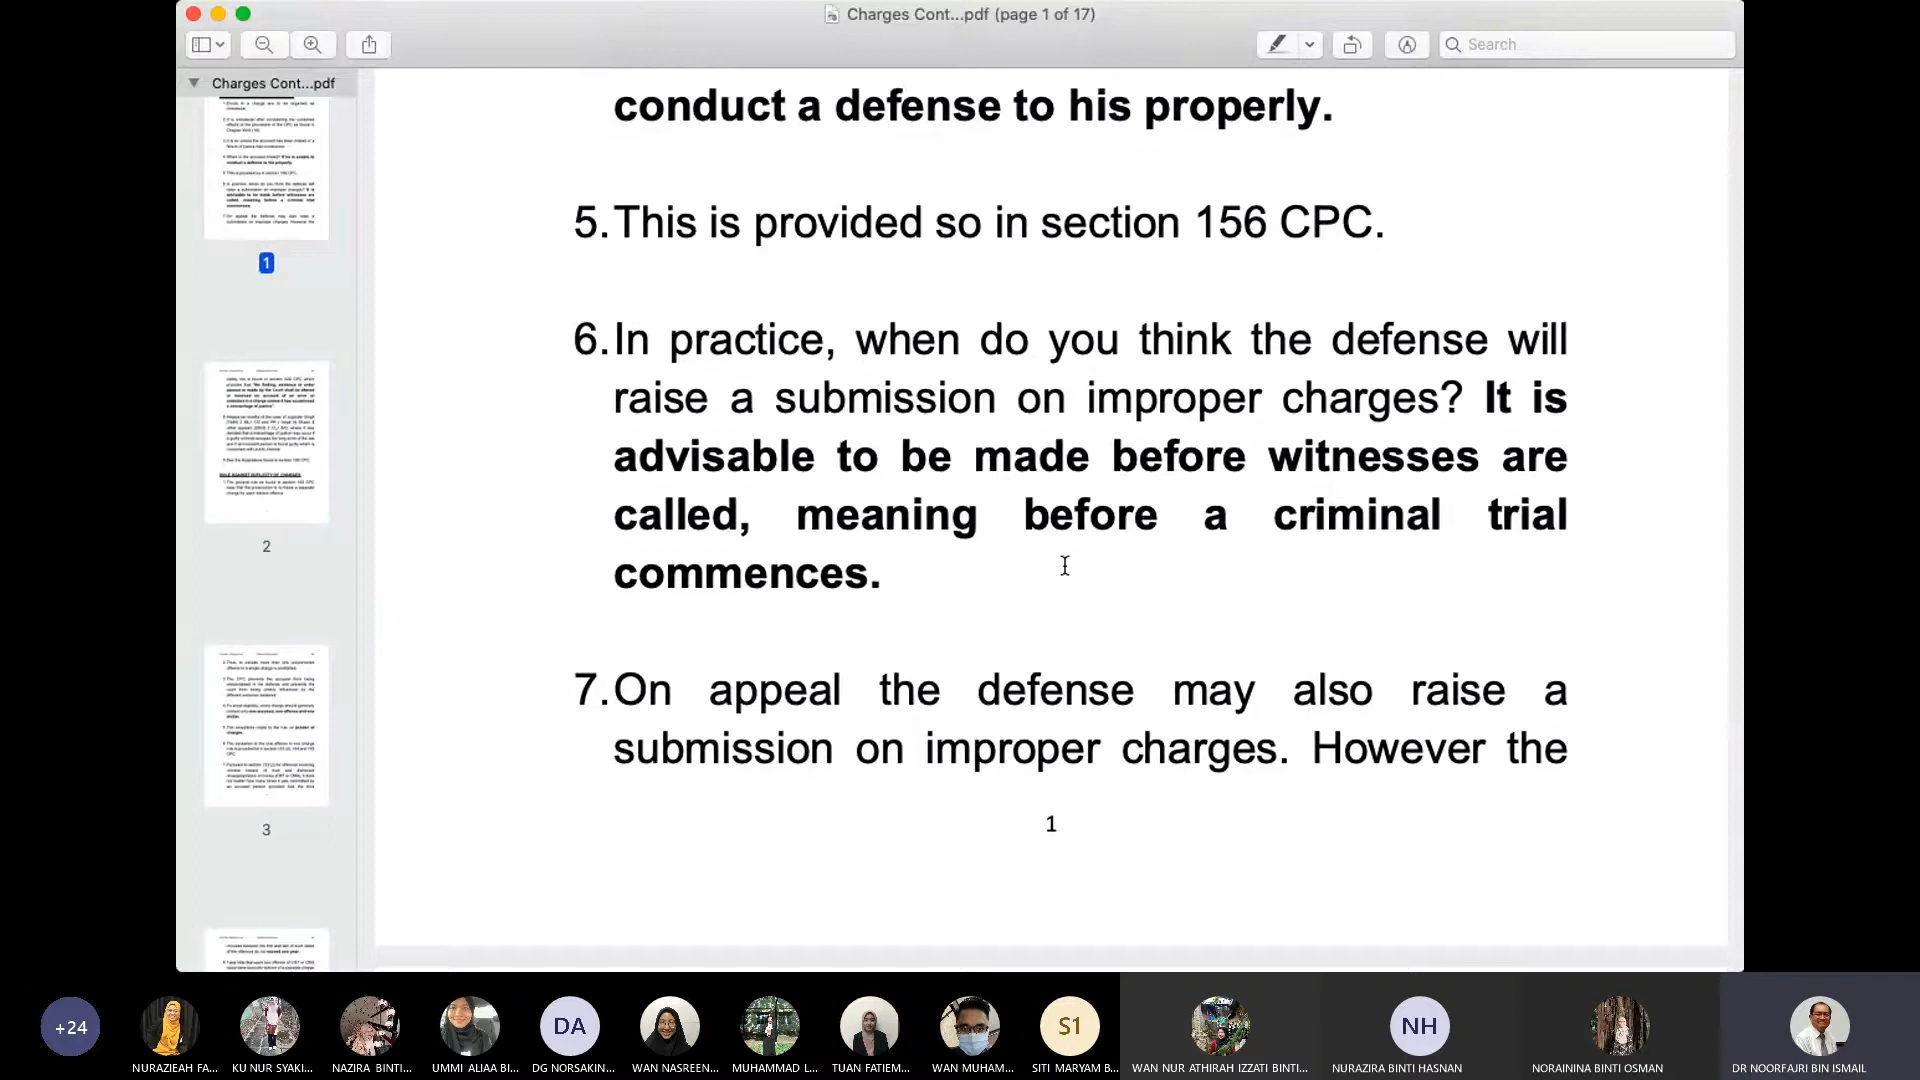 Charges Cont...pdf (page 1 of 17)
Search
Charges Cont...pdf
1
2
3
conduct a defense to his properly.
5. This is provided so in section 156 CPC.
6. In practice, when do you think the defense will
raise a submission on improper charges? It is
advisable to be made before witnesses are
called, meaning before a criminal trial
commences.
7. On appeal the defense may also raise a
submission on improper charges. However the
1
+24
DA
S1
NH
NURAZIEAH FA...
KU NUR SYAKI...
NAZIRA BINTI...
UMMI ALIAA BI...
DG NORSAKIN...
WAN NASREEN...
MUHAMMAD L...
TUAN FATIEM...
WAN MUHAM...
SITI MARYAM B...
WAN NUR ATHIRAH IZZATI BINTI...
NURAZIRA BINTI HASNAN
NORAININA BINTI OSMAN
DR NOORFAJRI BIN ISMAIL